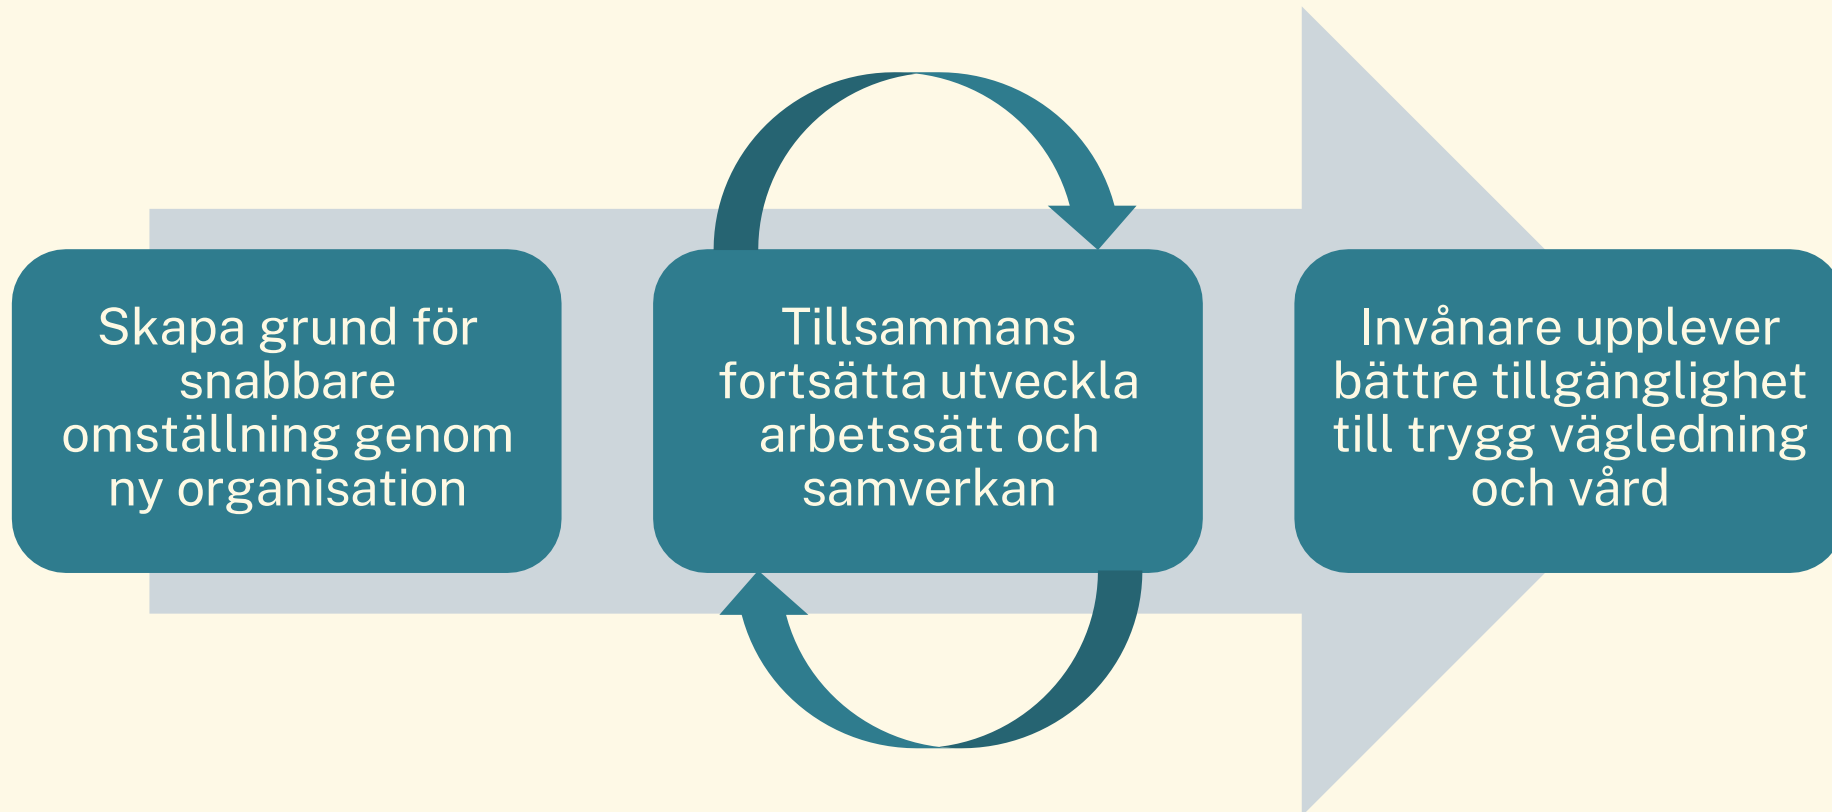 Skapa grund för
snabbare
omställning genom
ny organisation
Tillsammans
fortsätta utveckla
arbetssätt och
samverkan
Invånare upplever
bättre tillgänglighet
till trygg vägledning
och vård